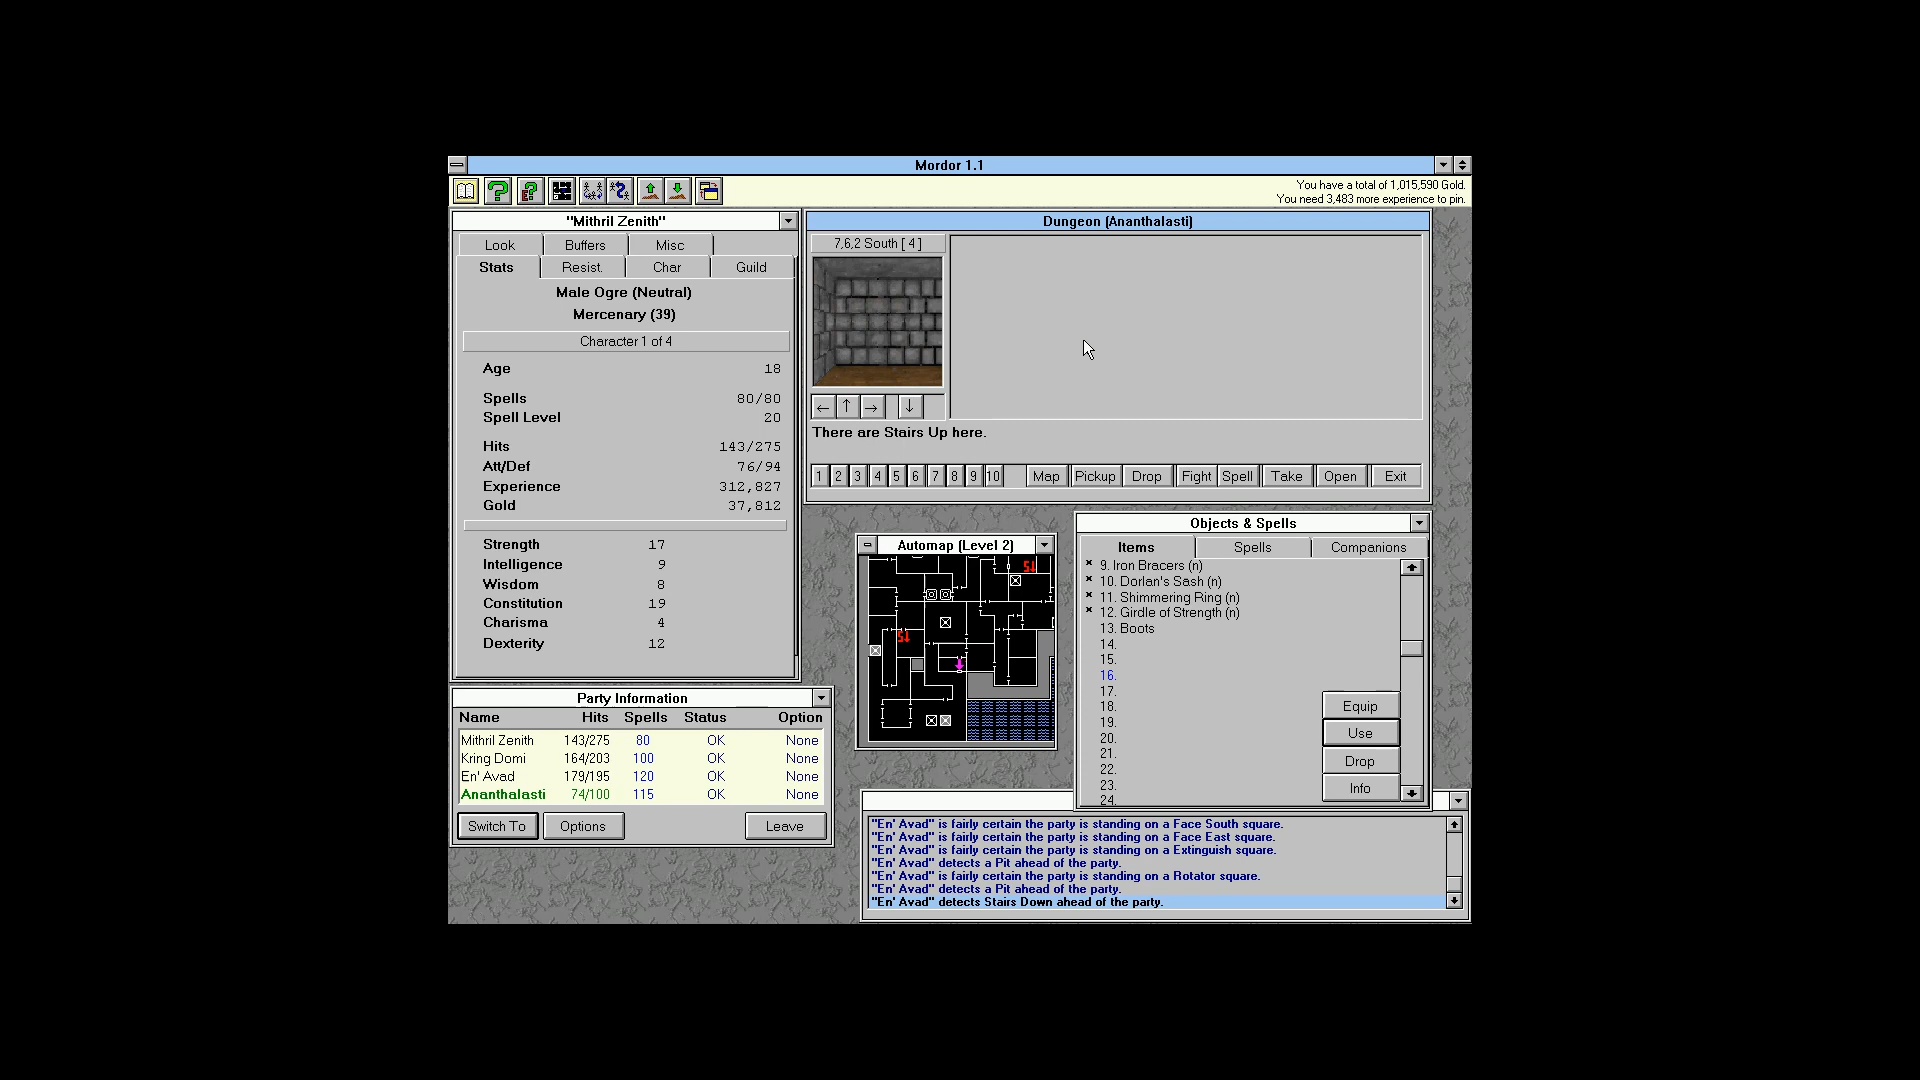 Mordor 1.1
You have a total of 1,015,590 Gold.
You need 3,483 more experience to pin.
"Mithril Zenith"
Look Buffers Misc
Stats Resist. Char Guild
Male Ogre (Neutral)
Mercenary (39)
Character 1 of 4
Age 18
Spells 80/80
Spell Level 20
Hits 143/275
Att/Def 76/94
Experience 312,827
Gold 37,812
Strength 17
Intelligence 9
Wisdom 8
Constitution 19
Charisma 4
Dexterity 12
Dungeon (Ananthalasti)
7,6,2 South [ 4 ]
There are Stairs Up here.
1 2 3 4 5 6 7 8 9 10 Map Pickup Drop Fight Spell Take Open Exit
Automap (Level 2)
Objects & Spells
Items Spells Companions
9. Iron Bracers (n)
10. Dorlan's Sash (n)
11. Shimmering Ring (n)
12. Girdle of Strength (n)
13. Boots
14.
15.
16.
17.
18.
19.
20.
21.
22.
23.
24.
Equip
Use
Drop
Info
Party Information
Name Hits Spells Status Option
Mithril Zenith 143/275 80 OK None
Kring Domi 164/203 100 OK None
En' Avad 179/195 120 OK None
Ananthalasti 74/100 115 OK None
Switch To Options Leave
"En' Avad" is fairly certain the party is standing on a Face South square.
"En' Avad" is fairly certain the party is standing on a Face East square.
"En' Avad" is fairly certain the party is standing on a Extinguish square.
"En' Avad" detects a Pit ahead of the party.
"En' Avad" is fairly certain the party is standing on a Rotator square.
"En' Avad" detects a Pit ahead of the party.
"En' Avad" detects Stairs Down ahead of the party.